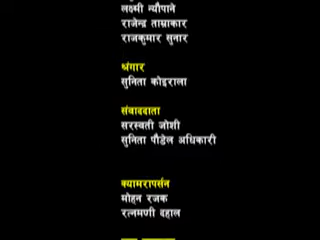 लक्ष्मी न्यौपाने
राजेन्द्र ताम्राकार
राजकुमार सुनार
श्रंगार
सुनिता कोइराला
संवाददाता
सरस्वती जोशी
सुनिता पौडेल अधिकारी
क्यामरापर्सन
मोहन रजक
रत्नमणी दहाल